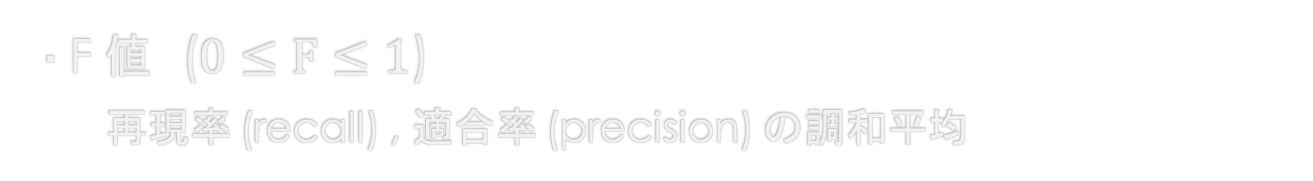 ・F 値 (0 ≤ F ≤ 1)
再現率 (recall) , 適合率 (precision) の調和平均